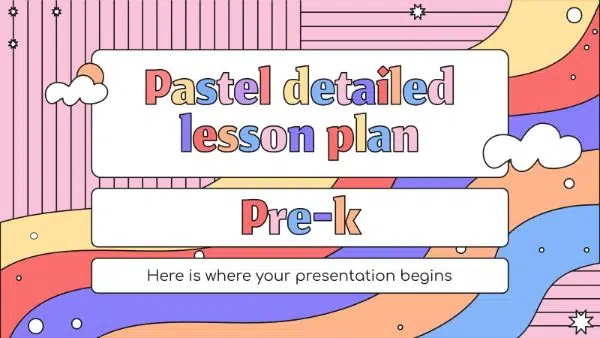 Pastel detailed
lesson plan
Pre-k
Here is where your presentation begins